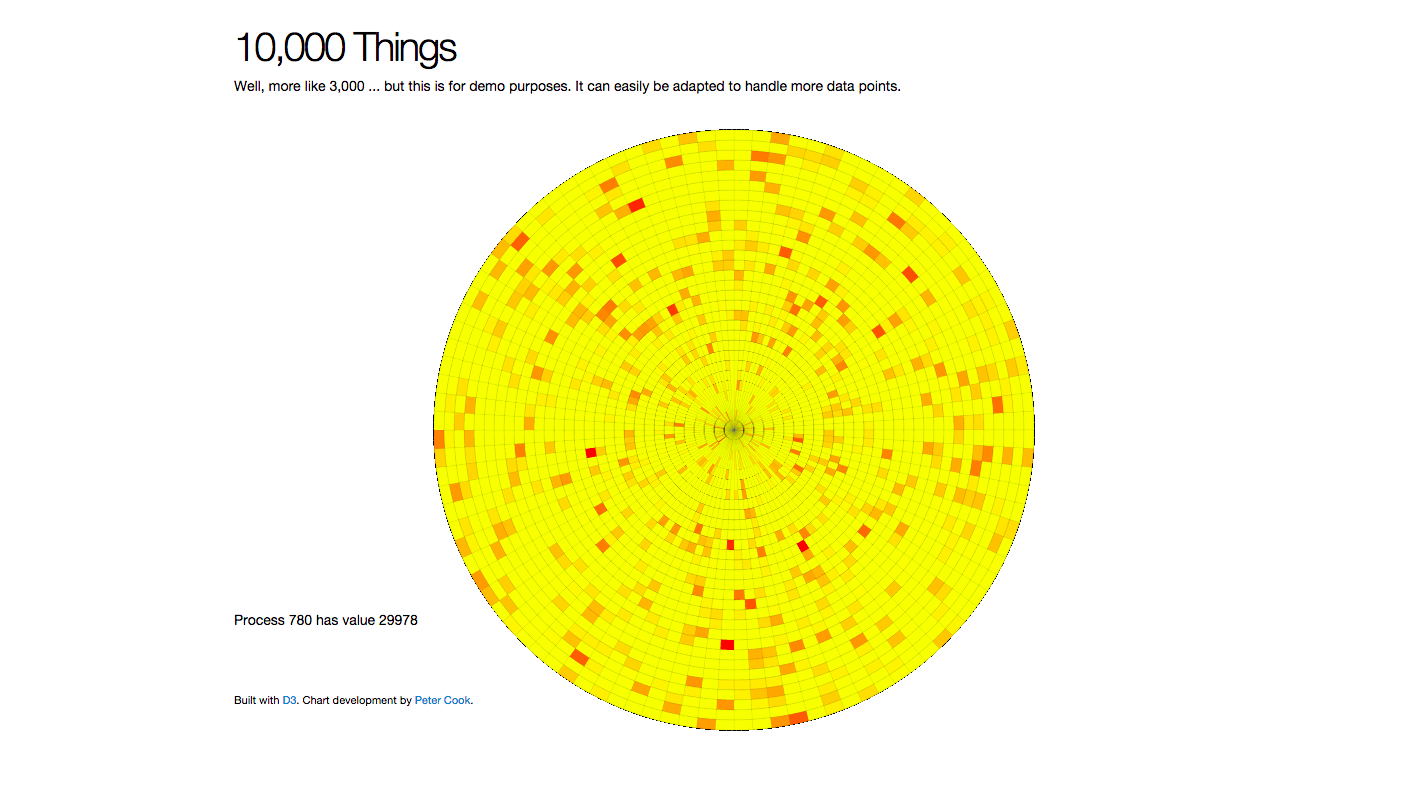 10,000 Things
Well, more like 3,000 ... but this is for demo purposes. It can easily be adapted to handle more data points.
Process 780 has value 29978
Built with D3. Chart development by Peter Cook.